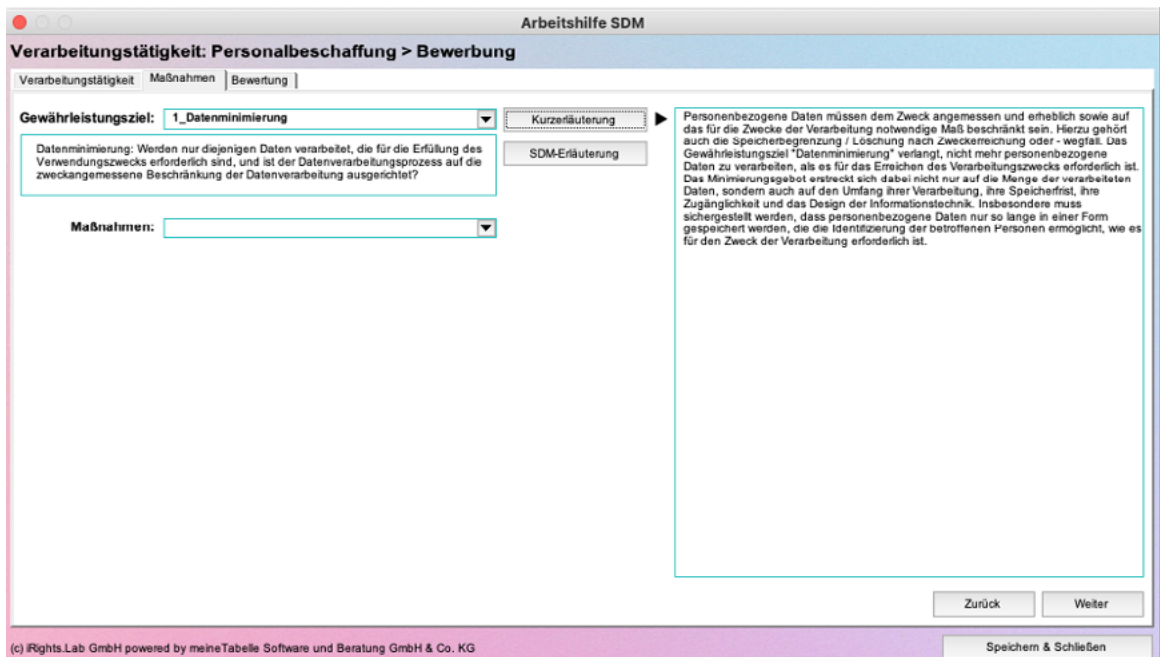 Arbeitshilfe SDM
Verarbeitungstätigkeit: Personalbeschaffung > Bewerbung
Verarbeitungstätigkeit Maßnahmen Bewertung
Gewährleistungsziel: 1_Datenminimierung
Kurzerläuterung
Datenminimierung: Werden nur diejenigen Daten verarbeitet, die für die Erfüllung des
Verwendungszwecks erforderlich sind, und ist der Datenverarbeitungsprozess auf die
zweckangemessene Beschränkung der Datenverarbeitung ausgerichtet?
SDM-Erläuterung
Maßnahmen:
Personenbezogene Daten müssen dem Zweck angemessen und erheblich sowie auf
das für die Zwecke der Verarbeitung notwendige Maß beschränkt sein. Hierzu gehört
auch die Speicherbegrenzung / Löschung nach Zweckerreichung oder - wegfall. Das
Gewährleistungsziel "Datenminimierung" verlangt, nicht mehr personenbezogene
Daten zu verarbeiten, als es für das Erreichen des Verarbeitungszwecks erforderlich ist.
Das Minimierungsgebot erstreckt sich dabei nicht nur auf die Menge der verarbeiteten
Daten, sondern auch auf den Umfang ihrer Verarbeitung, ihre Speicherfrist, ihre
Zugänglichkeit und das Design der Informationstechnik. Insbesondere muss
sichergestellt werden, dass personenbezogene Daten nur so lange in einer Form
gespeichert werden, die die Identifizierung der betroffenen Personen ermöglicht, wie es
für den Zweck der Verarbeitung erforderlich ist.
Zurück
Weiter
(c) iRights.Lab GmbH powered by meineTabelle Software und Beratung GmbH & Co. KG
Speichern & Schließen